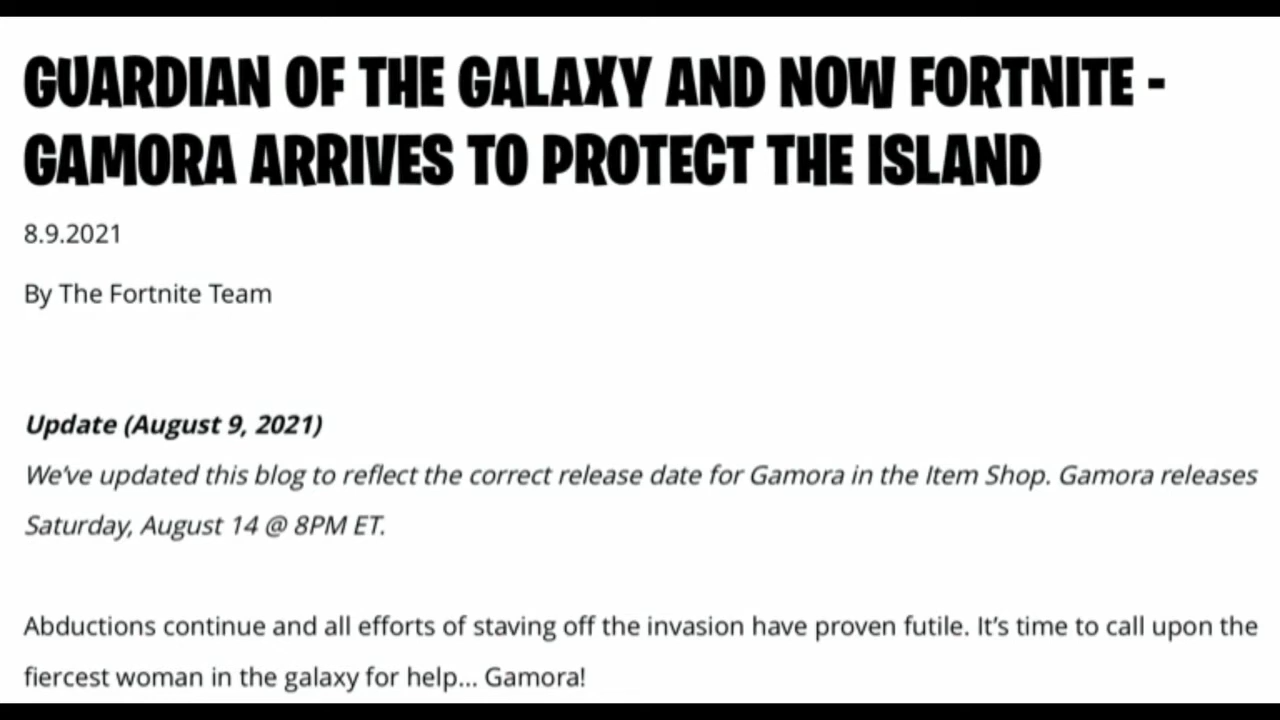 GUARDIAN OF THE GALAXY AND NOW FORTNITE -
GAMORA ARRIVES TO PROTECT THE ISLAND
8.9.2021
By The Fortnite Team
Update (August 9, 2021)
We've updated this blog to reflect the correct release date for Gamora in the Item Shop. Gamora releases
Saturday, August 14 @ 8PM ET.
Abductions continue and all efforts of staving off the invasion have proven futile. It’s time to call upon the
fiercest woman in the galaxy for help... Gamora!